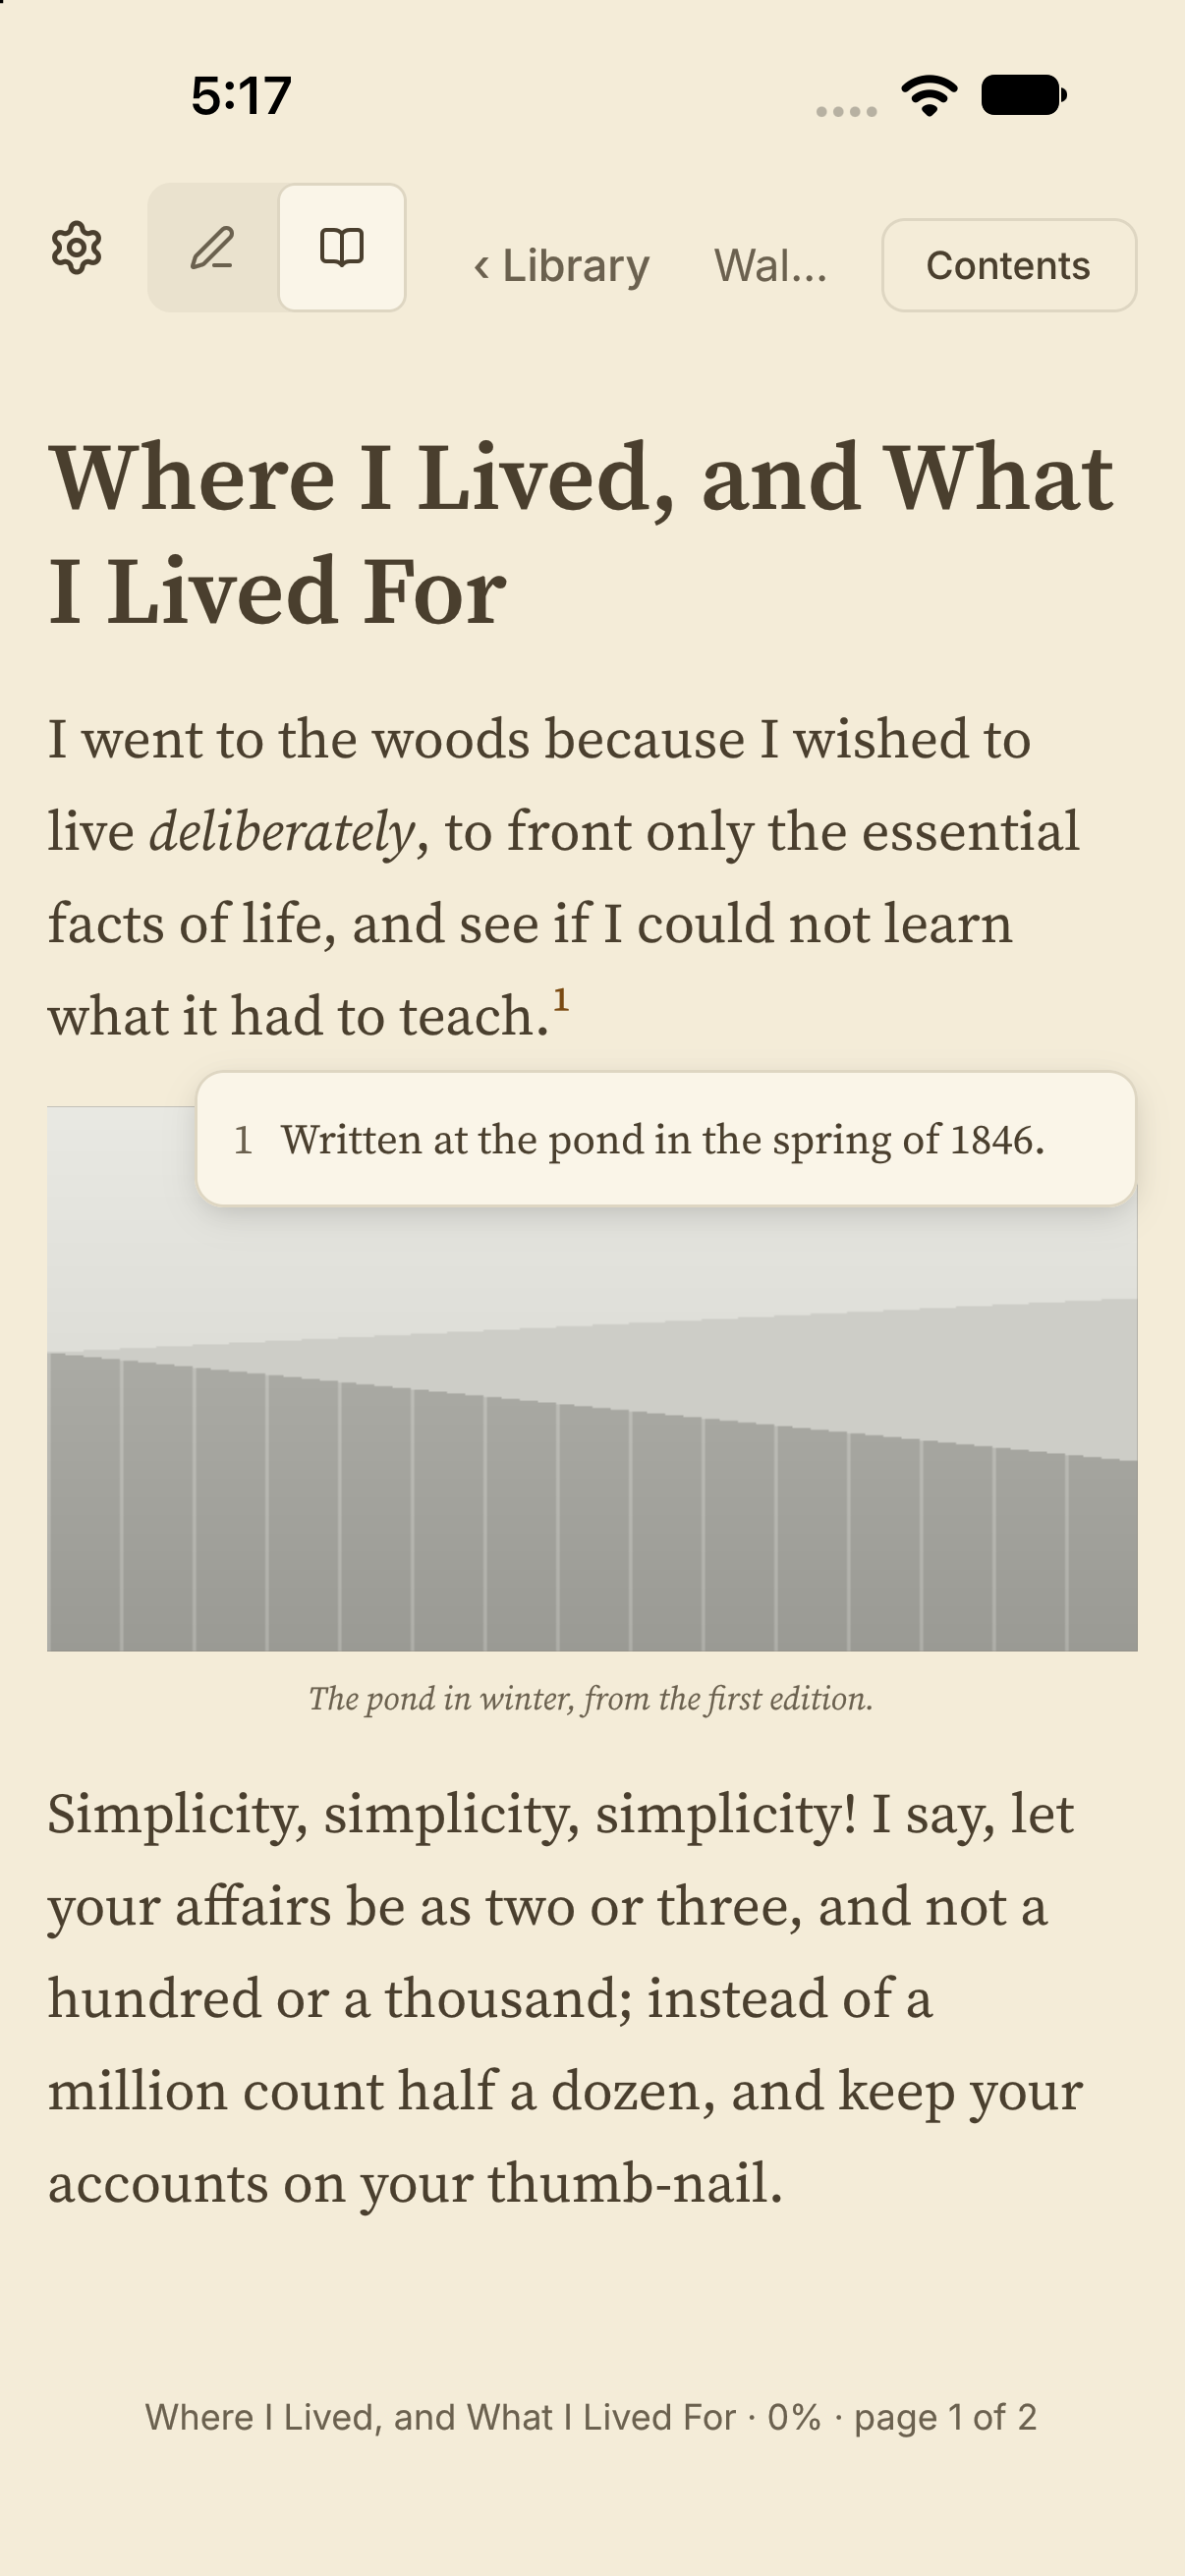 5:17
‹ Library
Wal...
Contents
Where I Lived, and What
I Lived For
I went to the woods because I wished to
live deliberately, to front only the essential
facts of life, and see if I could not learn
what it had to teach.1
1 Written at the pond in the spring of 1846.
The pond in winter, from the first edition.
Simplicity, simplicity, simplicity! I say, let
your affairs be as two or three, and not a
hundred or a thousand; instead of a
million count half a dozen, and keep your
accounts on your thumb-nail.
Where I Lived, and What I Lived For · 0% · page 1 of 2